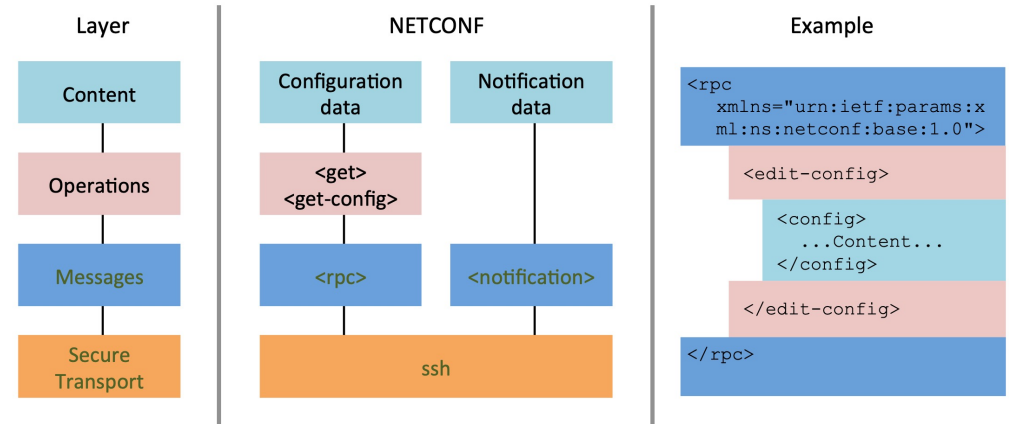 Layer
Content
Operations
Messages
Secure
Transport
NETCONF
Configuration
data
Notification
data
<get>
<get-config>
<rpc>
<notification>
ssh
Example
<rpc
xmlns="urn:ietf:params:x
ml:ns:netconf:base:1.0">
<edit-config>
<config>
...Content...
</config>
</edit-config>
</rpc>